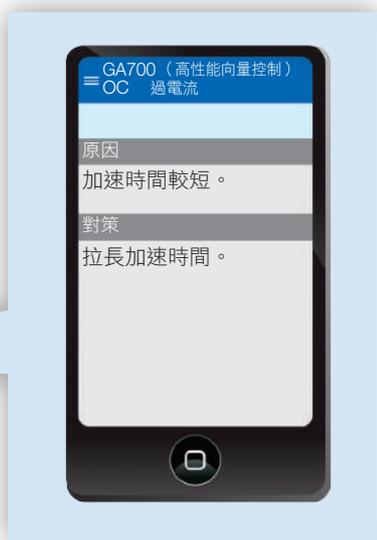 GA700（高性能向量控制）
OC 過電流
原因
加速時間較短。
對策
拉長加速時間。